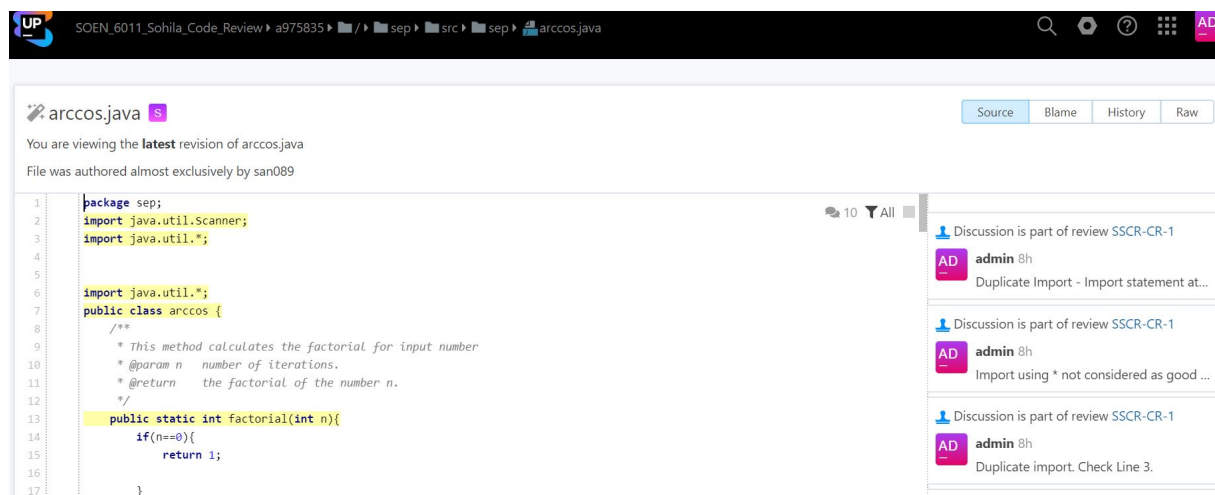 UP
SOEN_6011_Sohila_Code_Review a975835 / sep src sep arccos.java
AD
arccos.java S
Source Blame History Raw
You are viewing the latest revision of arccos.java
File was authored almost exclusively by san089
10 All
1 package sep;
2 import java.util.Scanner;
3 import java.util.*;
4
5
6 import java.util.*;
7 public class arccos {
8 /**
9 * This method calculates the factorial for input number
10 * @param n number of iterations.
11 * @return the factorial of the number n.
12 */
13 public static int factorial(int n){
14 if(n==0){
15 return 1;
16
17 }
Discussion is part of review SSCR-CR-1
AD admin 8h
Duplicate Import - Import statement at...
Discussion is part of review SSCR-CR-1
AD admin 8h
Import using * not considered as good ...
Discussion is part of review SSCR-CR-1
AD admin 8h
Duplicate import. Check Line 3.